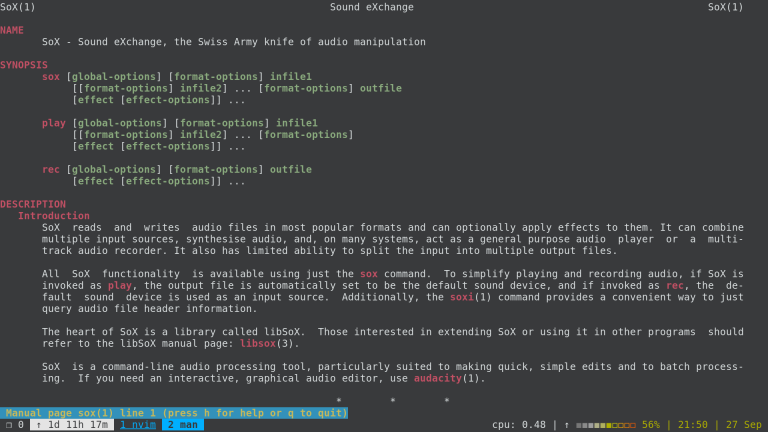 SoX(1) Sound eXchange SoX(1)
NAME
SoX - Sound eXchange, the Swiss Army knife of audio manipulation
SYNOPSIS
sox [global-options] [format-options] infile1
[[format-options] infile2] ... [format-options] outfile
[effect [effect-options]] ...
play [global-options] [format-options] infile1
[[format-options] infile2] ... [format-options]
[effect [effect-options]] ...
rec [global-options] [format-options] outfile
[effect [effect-options]] ...
DESCRIPTION
Introduction
SoX reads and writes audio files in most popular formats and can optionally apply effects to them. It can combine
multiple input sources, synthesise audio, and, on many systems, act as a general purpose audio player or a multi-
track audio recorder. It also has limited ability to split the input into multiple output files.
All SoX functionality is available using just the sox command. To simplify playing and recording audio, if SoX is
invoked as play, the output file is automatically set to be the default sound device, and if invoked as rec, the de-
fault sound device is used as an input source. Additionally, the soxi(1) command provides a convenient way to just
query audio file header information.
The heart of SoX is a library called libSoX. Those interested in extending SoX or using it in other programs should
refer to the libSoX manual page: libsox(3).
SoX is a command-line audio processing tool, particularly suited to making quick, simple edits and to batch process-
ing. If you need an interactive, graphical audio editor, use audacity(1).
* * *
Manual page sox(1) line 1 (press h for help or q to quit)
❐ 0 ↑ 1d 11h 17m 1 nvim 2 man cpu: 0.48 | ↑ ■■■■■■□□□□ 56% | 21:50 | 27 Sep